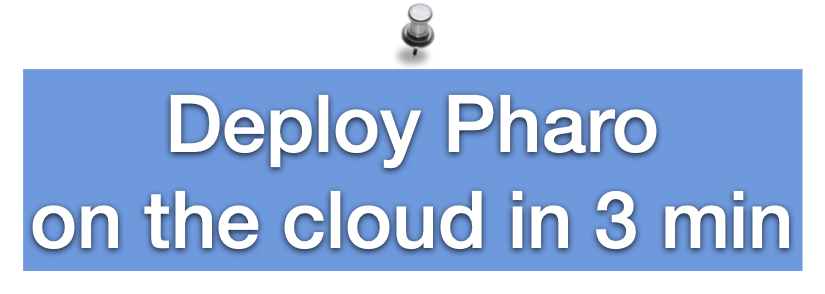 Deploy Pharo
on the cloud in 3 min